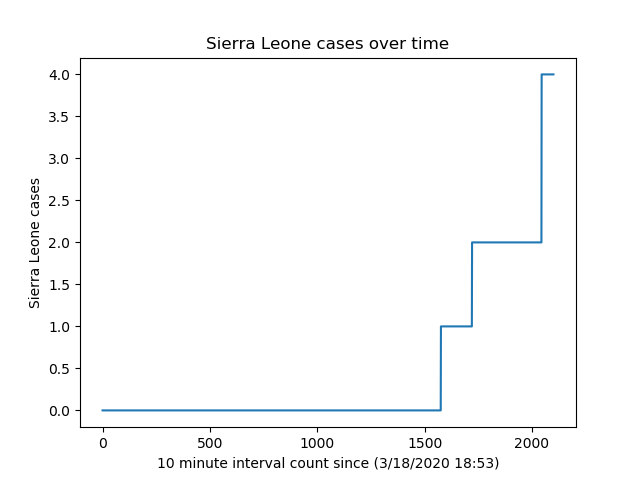 Sierra Leone cases over time
4.0
3.5
3.0
2.5
2.0
1.5
1.0
0.5
0.0
Sierra Leone cases
0 500 1000 1500 2000
10 minute interval count since (3/18/2020 18:53)